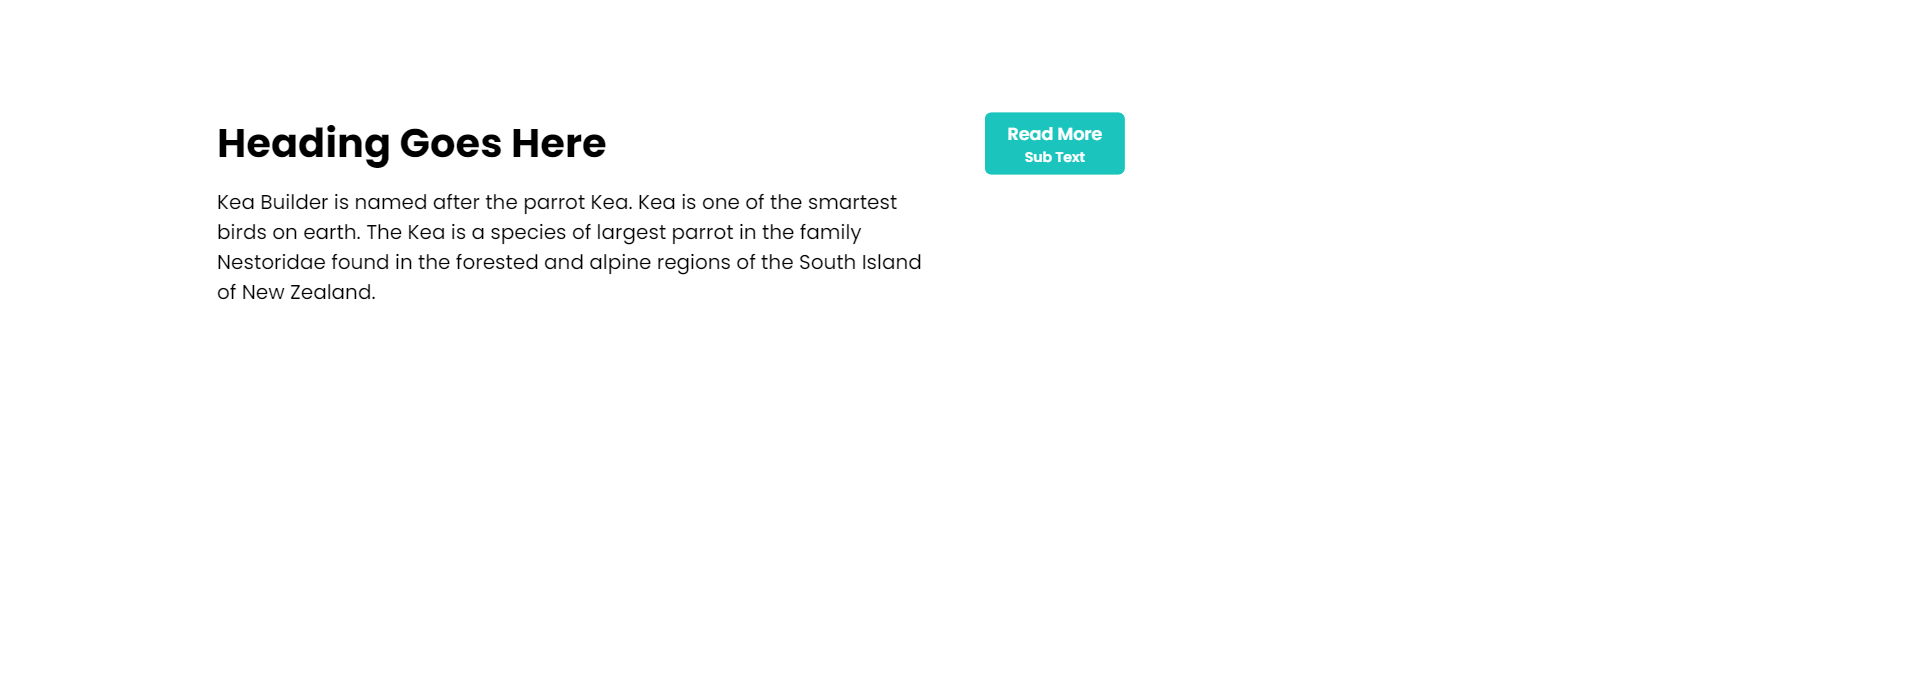 Heading Goes Here
Kea Builder is named after the parrot Kea. Kea is one of the smartest
birds on earth. The Kea is a species of largest parrot in the family
Nestoridae found in the forested and alpine regions of the South Island
of New Zealand.
Read More
Sub Text